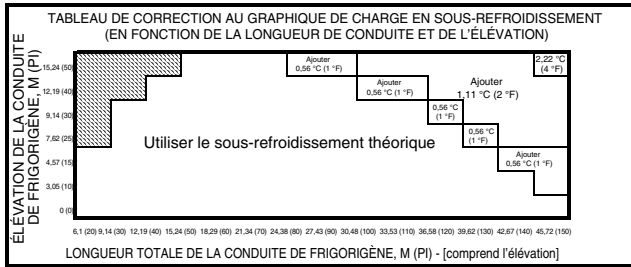 TABLEAU DE CORRECTION AU GRAPHIQUE DE CHARGE EN SOUS-REFROIDISSEMENT
(EN FONCTION DE LA LONGUEUR DE CONDUITE ET DE L'ÉLÉVATION)
ÉLÉVATION DE LA CONDUITE
DE FRIGORIGÈNE, M (PI)
15,24 (50)
12,19 (40)
9,14 (30)
7,62 (25)
4,57 (15)
3,05 (10)
0 (0)
Ajouter
0,56 °C (1 °F)
2,22 °C
(4 °F)
Ajouter
0,56 °C (1 °F)
Ajouter
1,11 °C (2 °F)
0,56 °C
(1 °F)
0,56 °C
(1 °F)
Utiliser le sous-refroidissement théorique
Ajouter
0,56 °C (1 °F)
6,1 (20) 9,14 (30) 12,19 (40) 15,24 (50) 18,29 (60) 21,34 (70) 24,38 (80) 27,43 (90) 30,48 (100) 33,53 (110) 36,58 (120) 39,62 (130) 42,67 (140) 45,72 (150)
LONGUEUR TOTALE DE LA CONDUITE DE FRIGORIGÈNE, M (PI) - [comprend l'élévation]